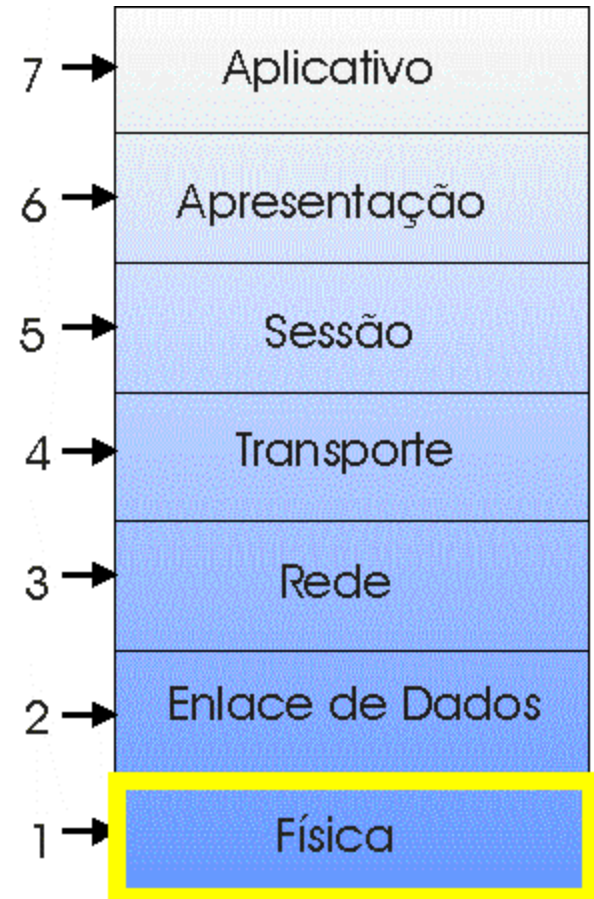 7 Aplicativo
6 Apresentação
5 Sessão
4 Transporte
3 Rede
2 Enlace de Dados
1 Física